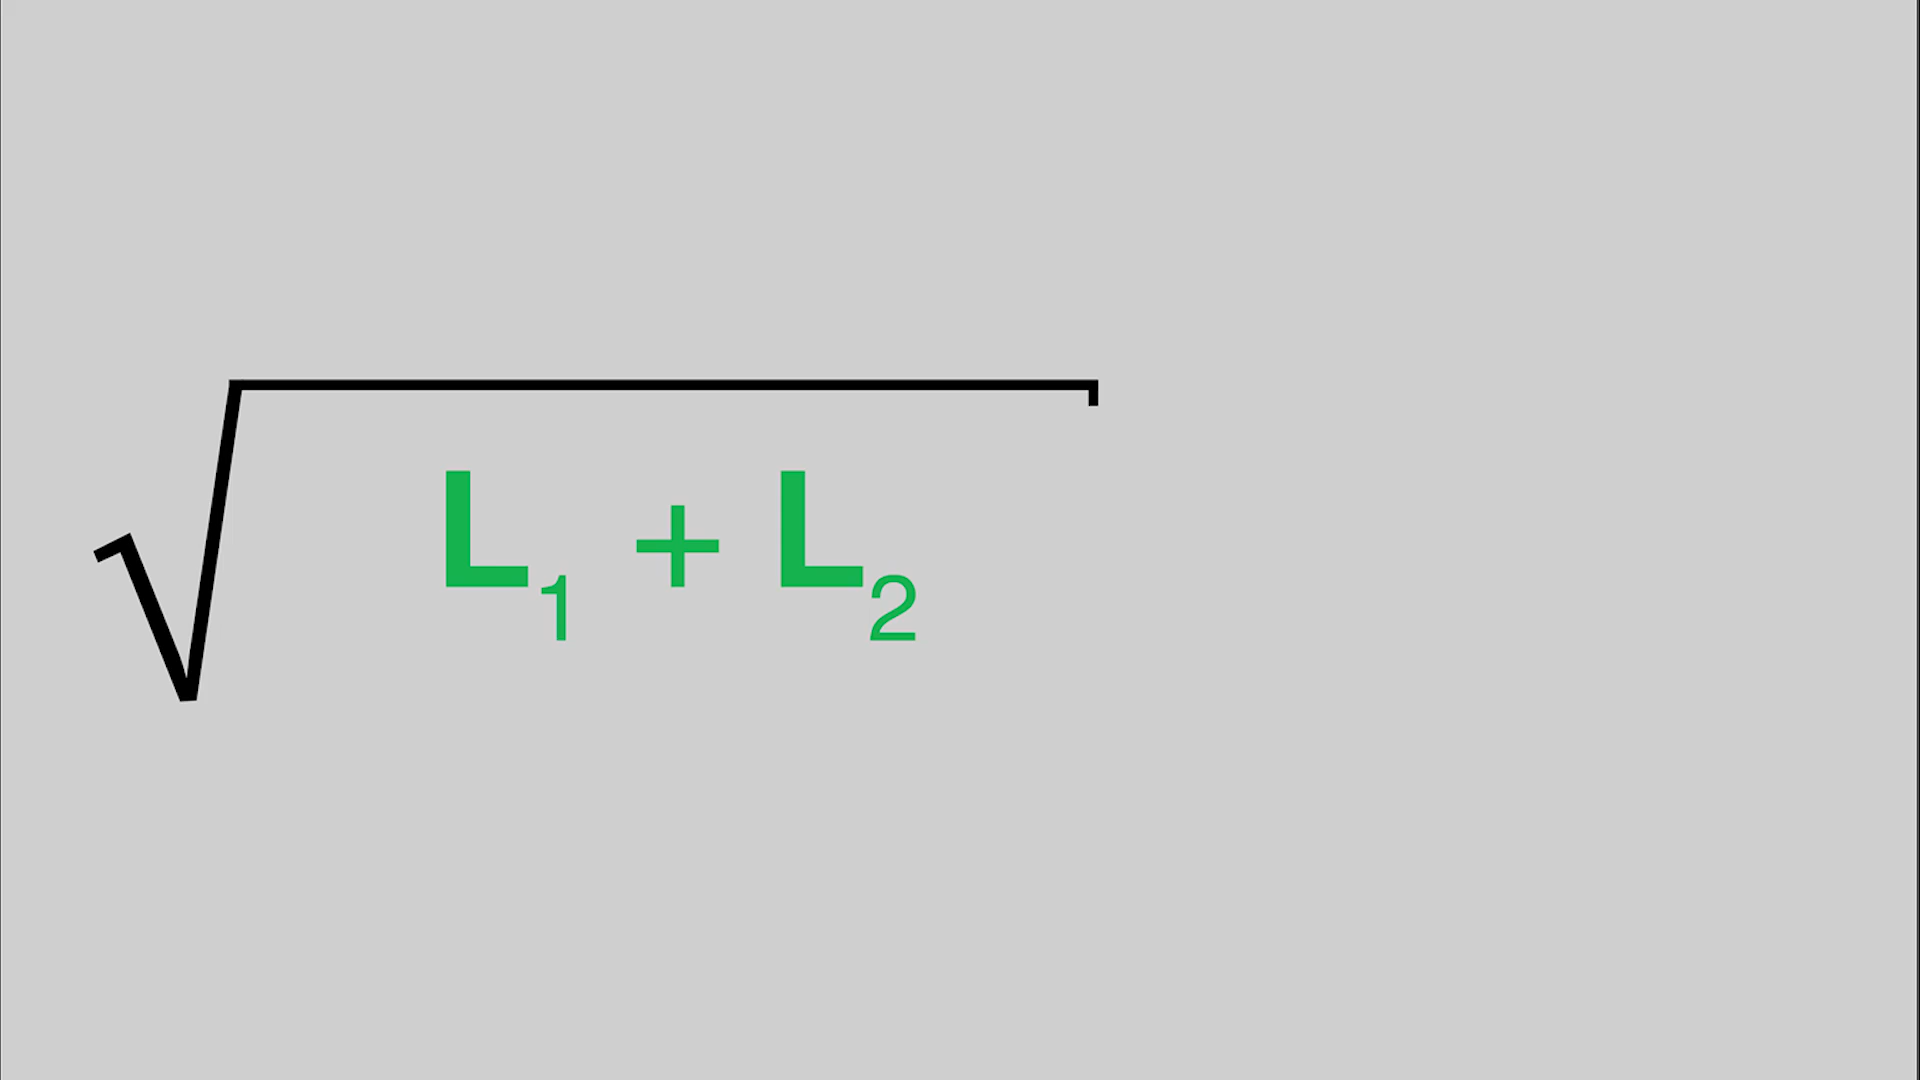 √L₁ + L₂